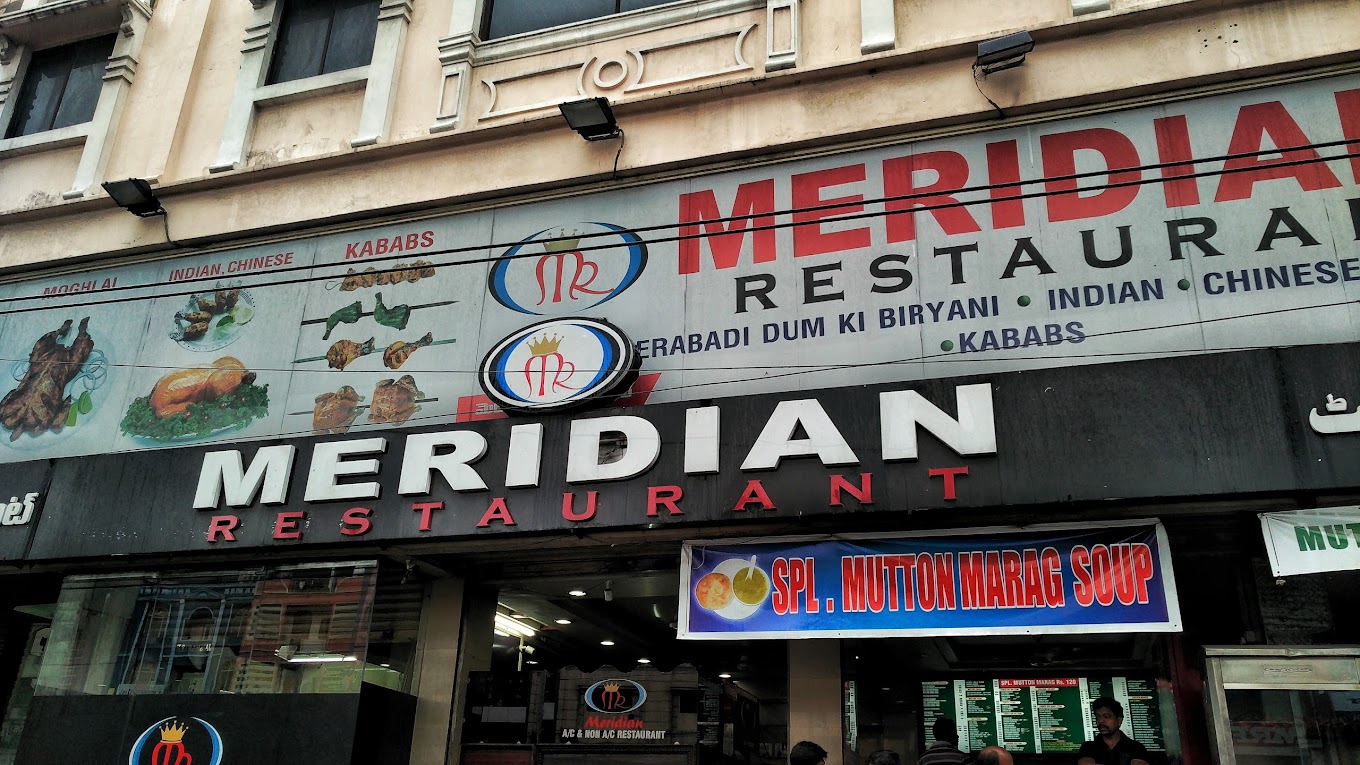 MOGHLAI
INDIAN, CHINESE
KABABS
MR
MERIDIAN
RESTAURA
ERABADI DUM KI BIRYANI • INDIAN • CHINESE
• KABABS
MR
MERIDIAN
RESTAURANT
SPL . MUTTON MARAG SOUP
MUT
SPL. MUTTON MARAG Rs. 120
MR
Meridian
A/C & NON A/C RESTAURANT
MR